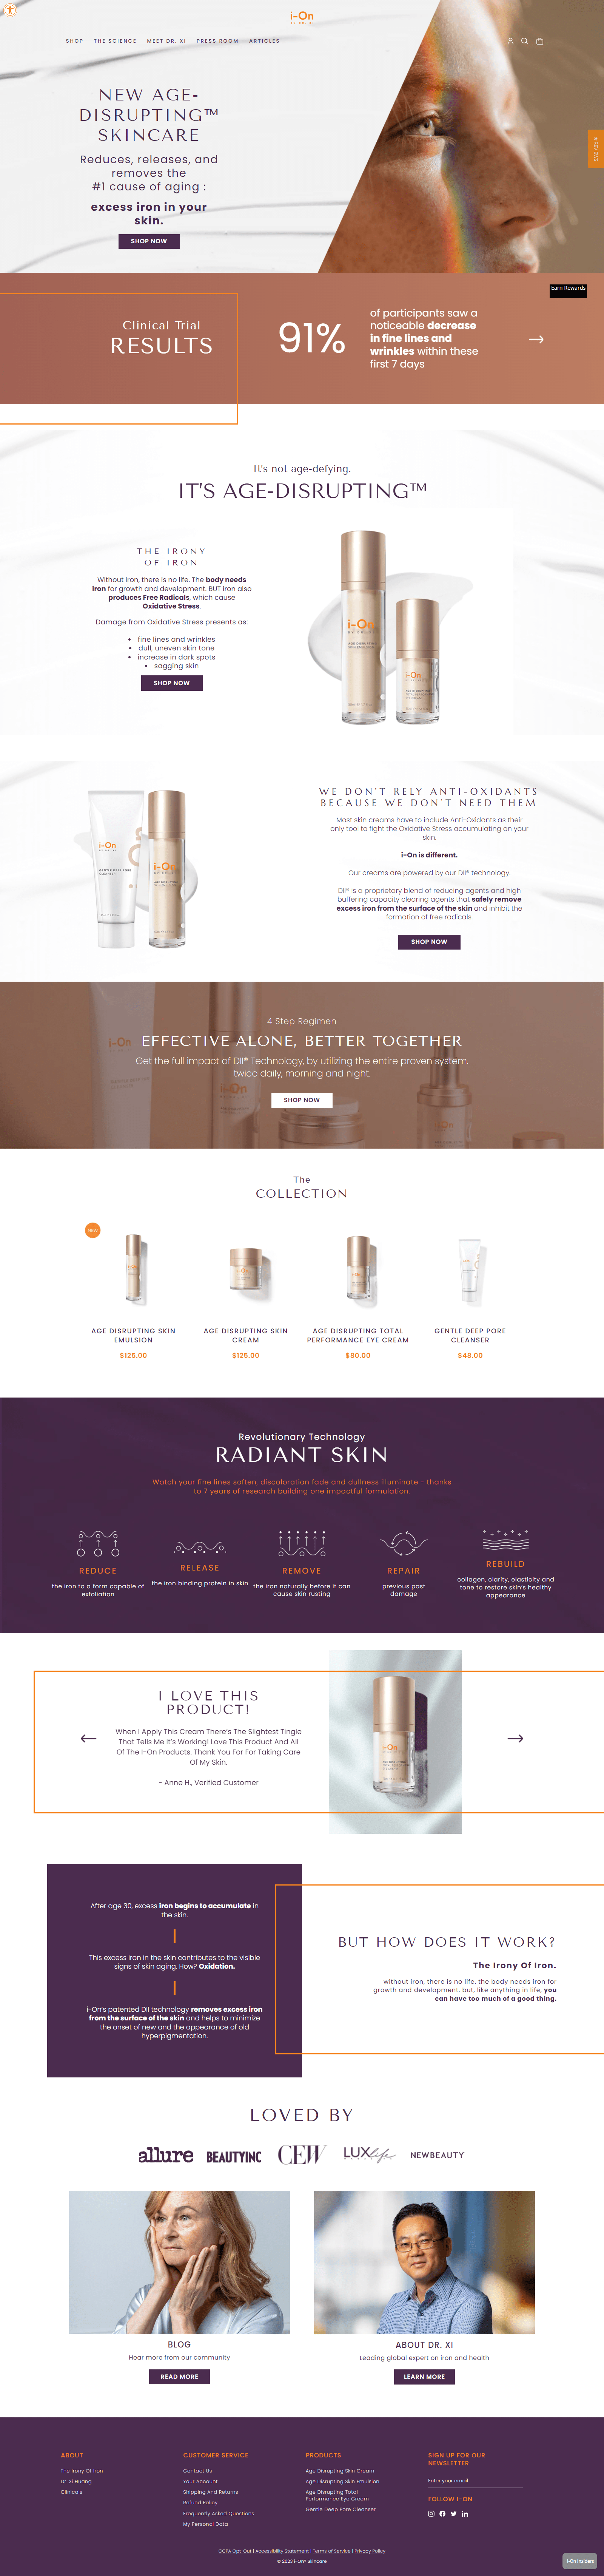 i-On
BY DR. XI
SHOP THE SCIENCE MEET DR. XI PRESS ROOM ARTICLES
NEW AGE-
DISRUPTING™
SKINCARE
Reduces, releases, and
removes the
#1 cause of aging :
excess iron in your
skin.
SHOP NOW
★ REVIEWS
Earn Rewards
Clinical Trial
RESULTS
91%
of participants saw a
noticeable decrease
in fine lines and
wrinkles within these
first 7 days
It's not age-defying.
IT'S AGE-DISRUPTING™
THE IRONY
OF IRON
Without iron, there is no life. The body needs
iron for growth and development. BUT iron also
produces Free Radicals, which cause
Oxidative Stress.
Damage from Oxidative Stress presents as:
• fine lines and wrinkles
• dull, uneven skin tone
• increase in dark spots
• sagging skin
SHOP NOW
i-On
BY DR. XI
AGE DISRUPTING
SKIN EMULSION
i-On
AGE DISRUPTING
WE DON'T RELY ANTI-OXIDANTS
BECAUSE WE DON'T NEED THEM
Most skin creams have to include Anti-Oxidants as their
only tool to fight the Oxidative Stress accumulating on your
skin.
i-On is different.
Our creams are powered by our DII® technology.
DII® is a proprietary blend of reducing agents and high
buffering capacity clearing agents that safely remove
excess iron from the surface of the skin and inhibit the
formation of free radicals.
SHOP NOW
i-On
GENTLE DEEP PORE
CLEANSER
i-On
AGE DISRUPTING
4 Step Regimen
EFFECTIVE ALONE, BETTER TOGETHER
Get the full impact of DII® Technology, by utilizing the entire proven system.
twice daily, morning and night.
SHOP NOW
i-On
i-On
i-On
The
COLLECTION
NEW!
AGE DISRUPTING SKIN
EMULSION
$125.00
AGE DISRUPTING SKIN
CREAM
$125.00
AGE DISRUPTING TOTAL
PERFORMANCE EYE CREAM
$80.00
GENTLE DEEP PORE
CLEANSER
$48.00
Revolutionary Technology
RADIANT SKIN
Watch your fine lines soften, discoloration fade and dullness illuminate - thanks
to 7 years of research building one impactful formulation.
REDUCE
the iron to a form capable of
exfoliation
RELEASE
the iron binding protein in skin
REMOVE
the iron naturally before it can
cause skin rusting
REPAIR
previous past
damage
REBUILD
collagen, clarity, elasticity and
tone to restore skin's healthy
appearance
I LOVE THIS
PRODUCT!
When I Apply This Cream There's The Slightest Tingle
That Tells Me It's Working! Love This Product And All
Of The I-On Products. Thank You For For Taking Care
Of My Skin.
- Anne H., Verified Customer
i-On
After age 30, excess iron begins to accumulate in
the skin.
This excess iron in the skin contributes to the visible
signs of skin aging. How? Oxidation.
i-On's patented DII technology removes excess iron
from the surface of the skin and helps to minimize
the onset of new and the appearance of old
hyperpigmentation.
BUT HOW DOES IT WORK?
The Irony Of Iron.
without iron, there is no life. the body needs iron for
growth and development. but, like anything in life, you
can have too much of a good thing.
LOVED BY
allure BEAUTYINC CEW LUXlife NEWBEAUTY
BLOG
Hear more from our community
READ MORE
ABOUT DR. XI
Leading global expert on iron and health
LEARN MORE
ABOUT
The Irony Of Iron
Dr. Xi Huang
Clinicals
CUSTOMER SERVICE
Contact Us
Your Account
Shipping And Returns
Refund Policy
Frequently Asked Questions
My Personal Data
PRODUCTS
Age Disrupting Skin Cream
Age Disrupting Skin Emulsion
Age Disrupting Total
Performance Eye Cream
Gentle Deep Pore Cleanser
SIGN UP FOR OUR
NEWSLETTER
Enter your email
FOLLOW I-ON
CCPA Opt-Out | Accessibility Statement | Terms of Service | Privacy Policy
© 2023 i-On® Skincare
i-On Insiders